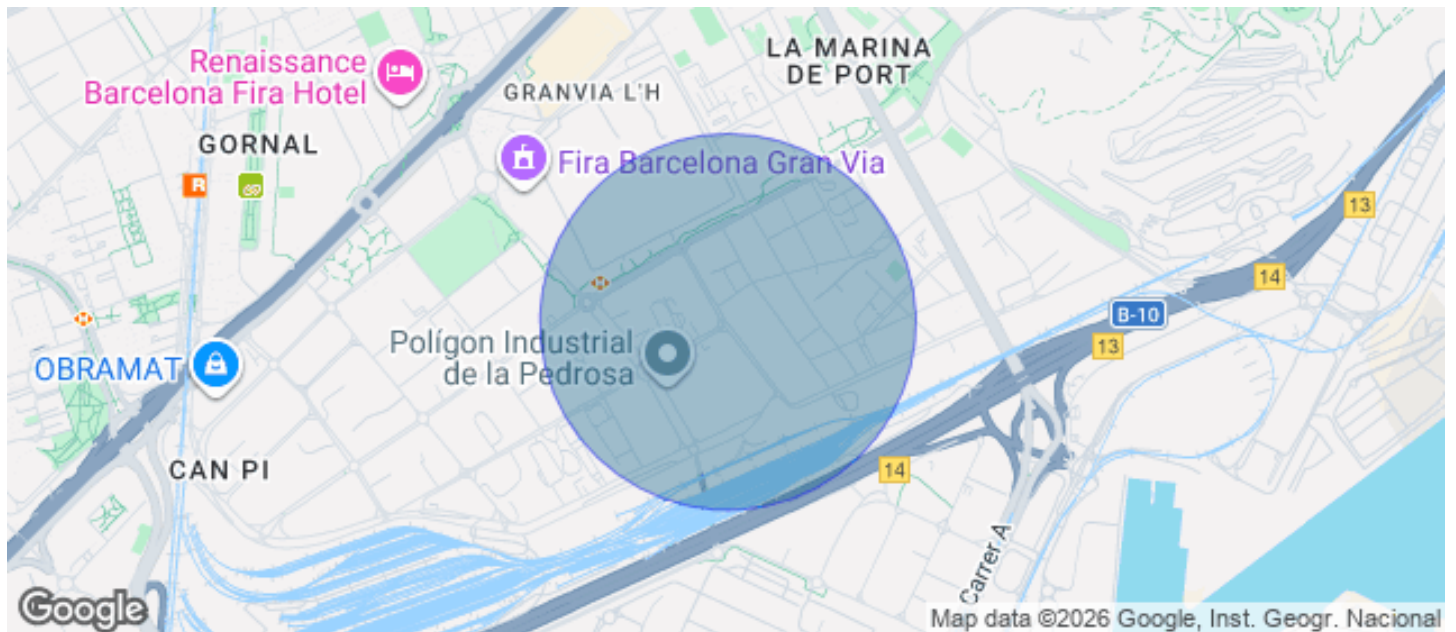 LA MARINA
DE PORT
Renaissance
Barcelona Fira Hotel
GRANVIA L'H
GORNAL
Fira Barcelona Gran Via
R
13
14
B-10
13
Polígon Industrial
de la Pedrosa
OBRAMAT
CAN PI
14
Carrer A
Google
Map data ©2026 Google, Inst. Geogr. Nacional